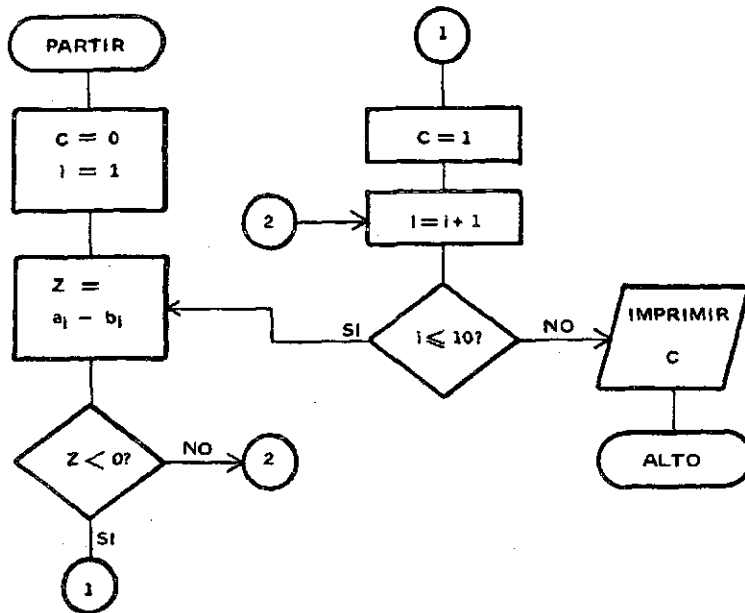 PARTIR
C = 0
i = 1
Z =
ai – bi
Z < 0?
NO
2
SI
1
1
C = 1
2
i = i + 1
i ≤ 10?
SI
NO
IMPRIMIR
C
ALTO